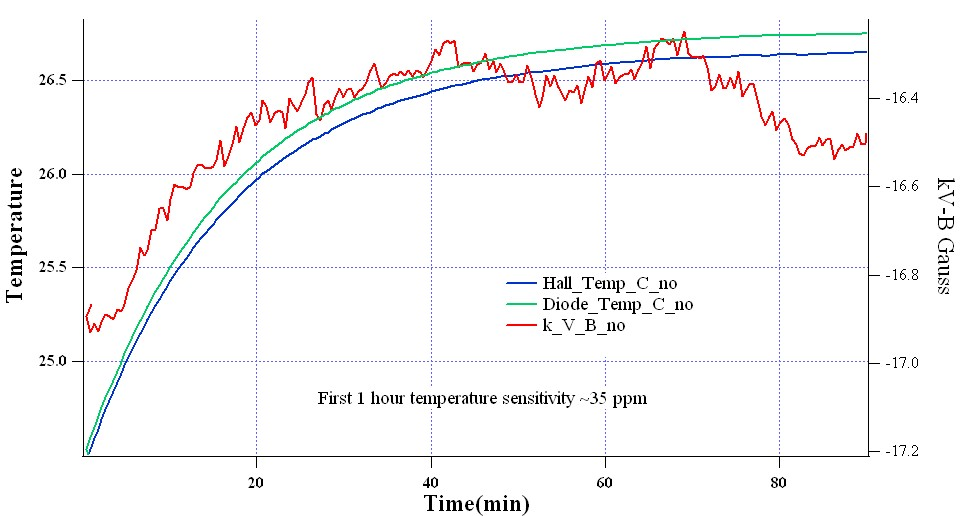 26.5
26.0
25.5
25.0
Temperature
-16.4
-16.6
-16.8
-17.0
-17.2
kV-B Gauss
Hall_Temp_C_no
Diode_Temp_C_no
k_V_B_no
First 1 hour temperature sensitivity ~35 ppm
20
40
60
80
Time(min)